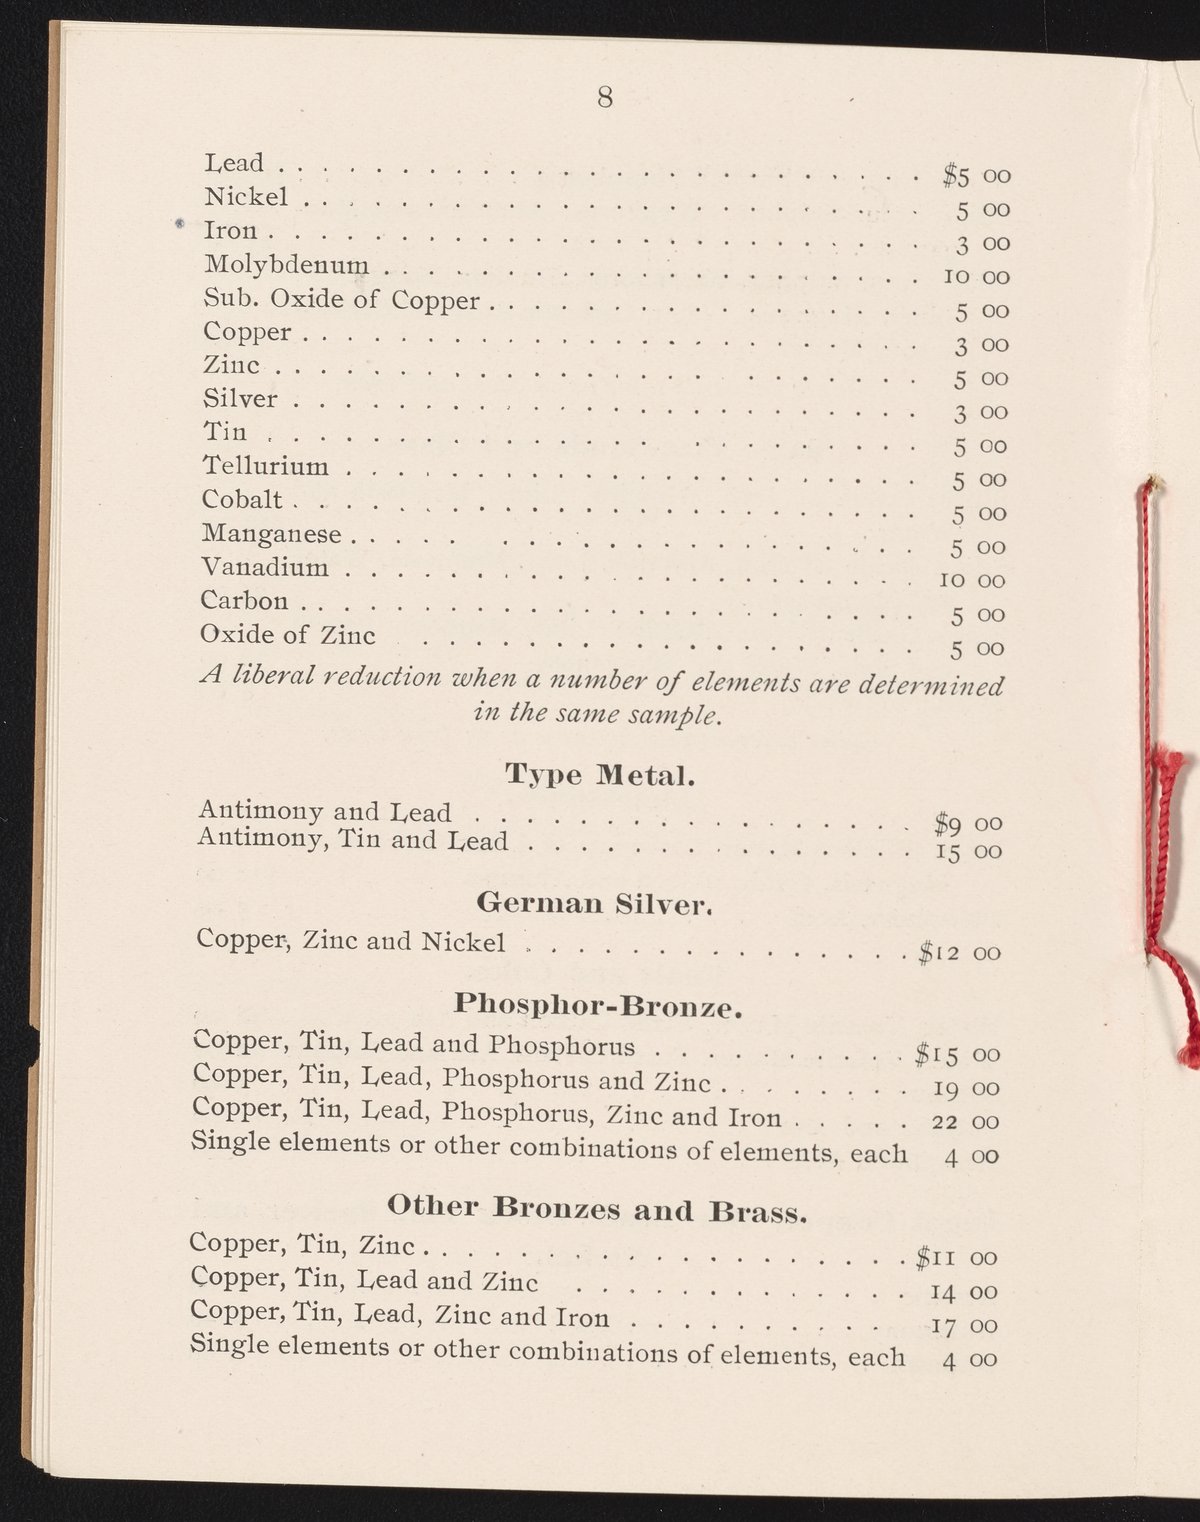 8
Lead . . . . . . . . . . . . . . . . . . . . . . . . . $5 00
Nickel . . . . . . . . . . . . . . . . . . . . . . . . 5 00
Iron . . . . . . . . . . . . . . . . . . . . . . . . . 3 00
Molybdenum . . . . . . . . . . . . . . . . . . . . . 10 00
Sub. Oxide of Copper . . . . . . . . . . . . . . . . . 5 00
Copper . . . . . . . . . . . . . . . . . . . . . . . . 3 00
Zinc . . . . . . . . . . . . . . . . . . . . . . . . 5 00
Silver . . . . . . . . . . . . . . . . . . . . . . . . 3 00
Tin . . . . . . . . . . . . . . . . . . . . . . . . 5 00
Tellurium . . . . . . . . . . . . . . . . . . . . . . 5 00
Cobalt . . . . . . . . . . . . . . . . . . . . . . . . 5 00
Manganese . . . . . . . . . . . . . . . . . . . . . 5 00
Vanadium . . . . . . . . . . . . . . . . . . . . . . 10 00
Carbon . . . . . . . . . . . . . . . . . . . . . . . 5 00
Oxide of Zinc . . . . . . . . . . . . . . . . . . . 5 00
A liberal reduction when a number of elements are determined
in the same sample.
Type Metal.
Antimony and Lead . . . . . . . . . . . . . . . . . $9 00
Antimony, Tin and Lead . . . . . . . . . . . . . . . 15 00
German Silver.
Copper, Zinc and Nickel . . . . . . . . . . . . . . . $12 00
Phosphor-Bronze.
Copper, Tin, Lead and Phosphorus . . . . . . . . . . $15 00
Copper, Tin, Lead, Phosphorus and Zinc . . . . . . . . 19 00
Copper, Tin, Lead, Phosphorus, Zinc and Iron . . . . . 22 00
Single elements or other combinations of elements, each 4 00
Other Bronzes and Brass.
Copper, Tin, Zinc . . . . . . . . . . . . . . . . . . . $11 00
Copper, Tin, Lead and Zinc . . . . . . . . . . . . . 14 00
Copper, Tin, Lead, Zinc and Iron . . . . . . . . . . 17 00
Single elements or other combinations of elements, each 4 00